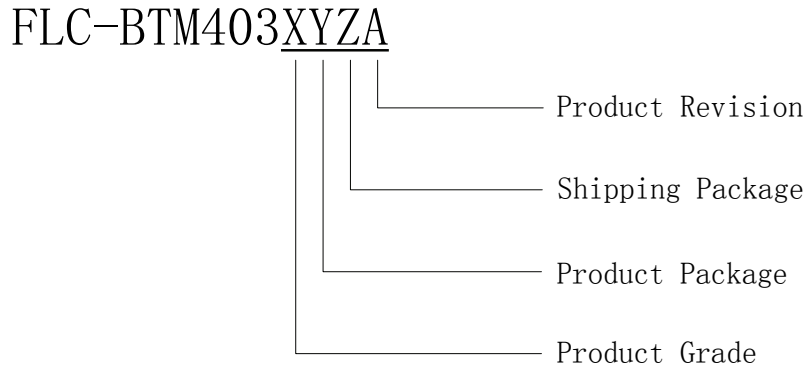 FLC-BTM403XYZA
Product Revision
Shipping Package
Product Package
Product Grade